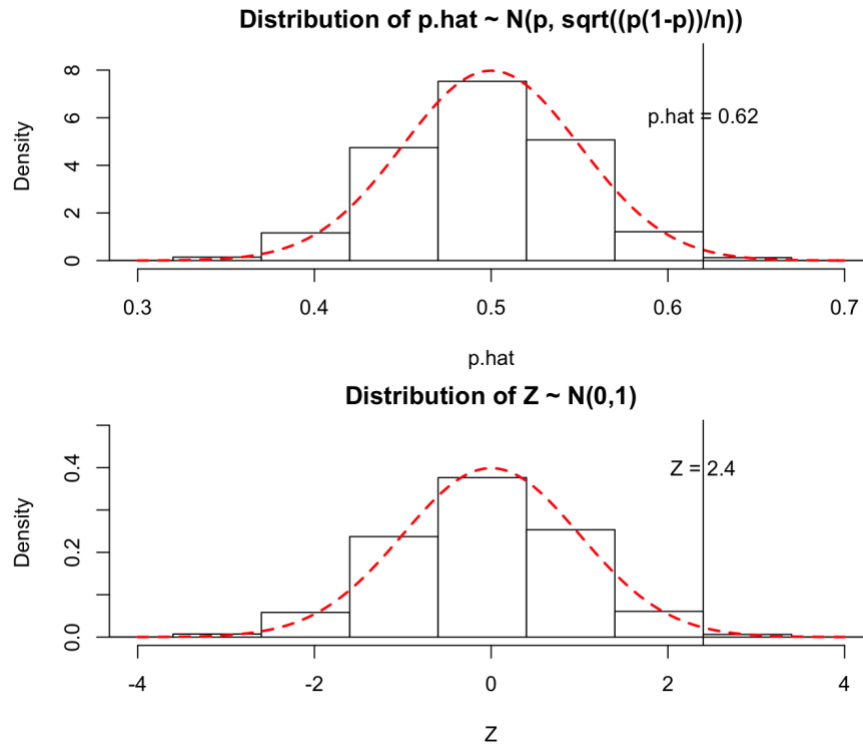 Distribution of p.hat ~ N(p, sqrt((p(1-p))/n))
Density
8
6
4
2
0
p.hat = 0.62
0.3 0.4 0.5 0.6 0.7
p.hat
Distribution of Z ~ N(0,1)
Density
0.4
0.2
0.0
Z = 2.4
-4 -2 0 2 4
Z